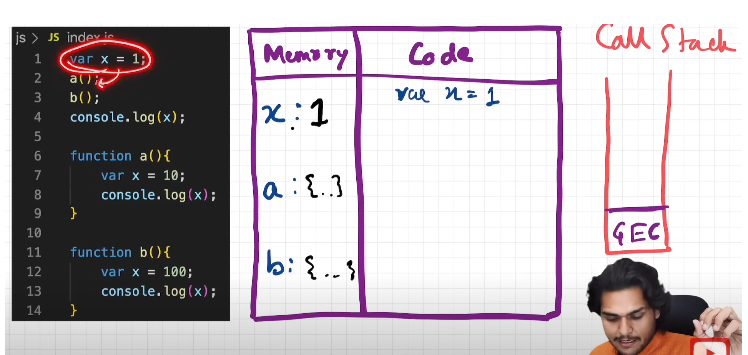 js > JS index.js
1 var x = 1;
2 a();
3 b();
4 console.log(x);
5
6 function a(){
7 var x = 10;
8 console.log(x);
9 }
10
11 function b(){
12 var x = 100;
13 console.log(x);
14 }
Memory Code
var x = 1
x : 1
a : {..}
b : {...}
Call Stack
GEC